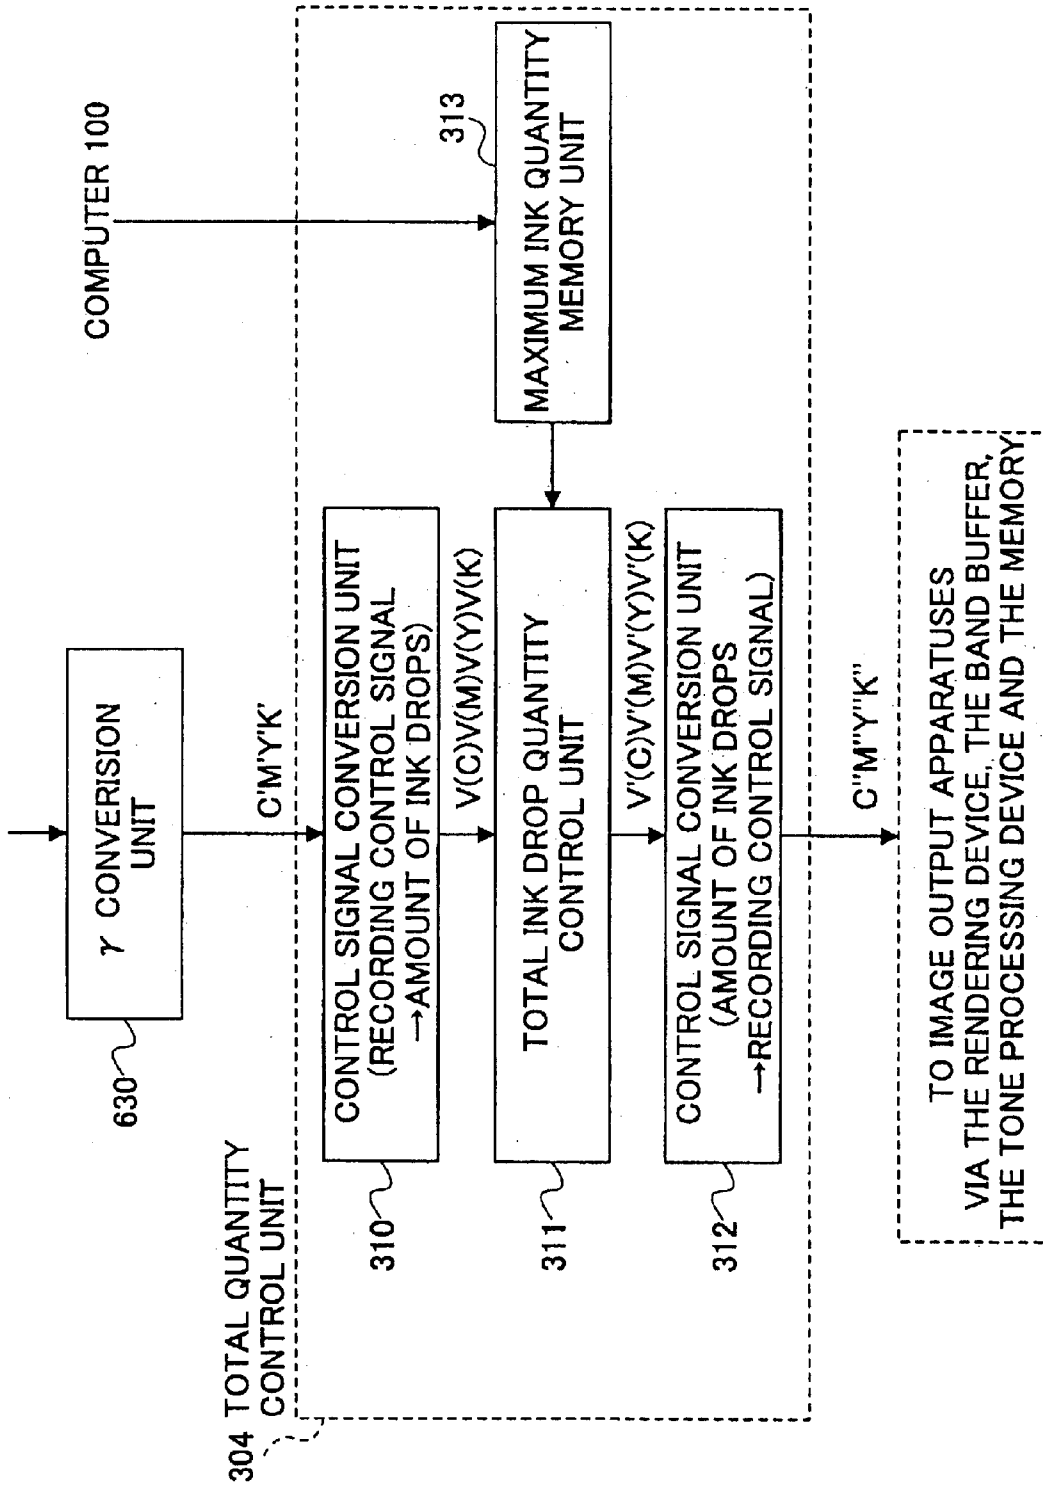 COMPUTER 100
γ CONVERISION
UNIT
630
C'M'Y'K'
304 TOTAL QUANTITY
CONTROL UNIT
313
MAXIMUM INK QUANTITY
MEMORY UNIT
CONTROL SIGNAL CONVERSION UNIT
(RECORDING CONTROL SIGNAL
→AMOUNT OF INK DROPS)
310
V(C)V(M)V(Y)V(K)
TOTAL INK DROP QUANTITY
CONTROL UNIT
311
V'(C)V'(M)V'(Y)V'(K)
CONTROL SIGNAL CONVERSION UNIT
(AMOUNT OF INK DROPS
→RECORDING CONTROL SIGNAL)
312
C"M"Y"K"
TO IMAGE OUTPUT APPARATUSES
VIA THE RENDERING DEVICE, THE BAND BUFFER,
THE TONE PROCESSING DEVICE AND THE MEMORY